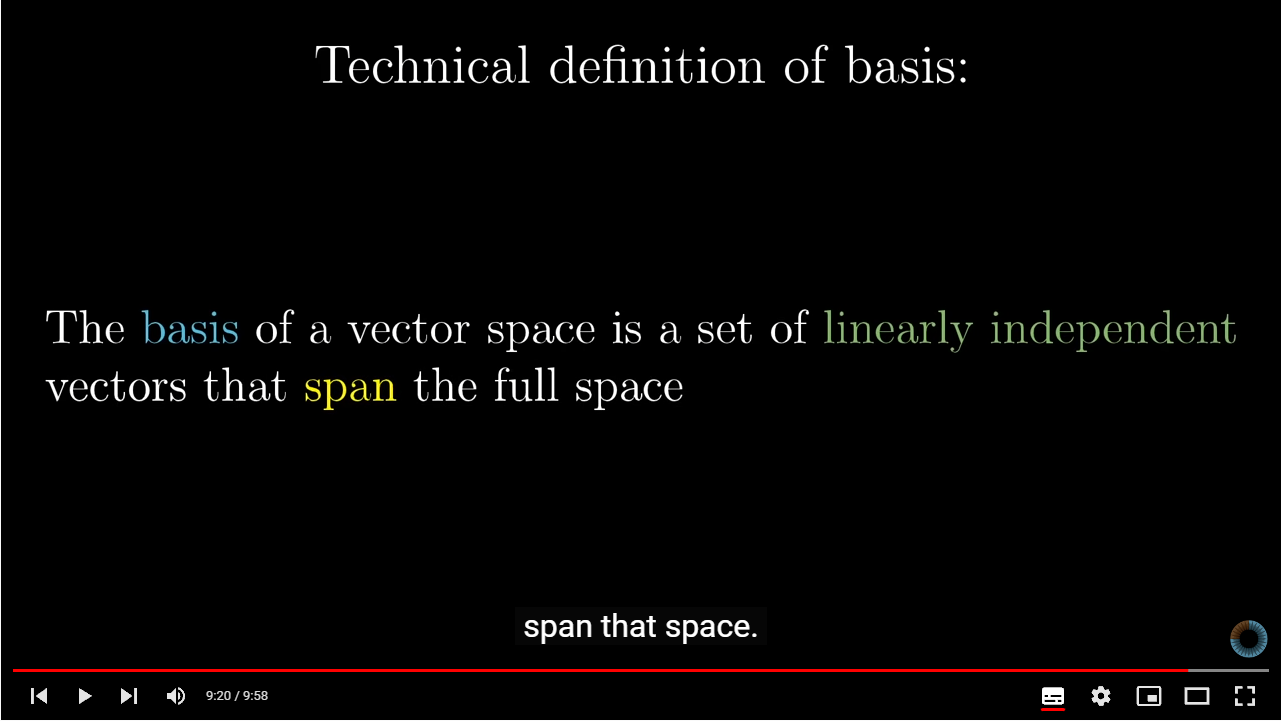 Technical definition of basis:
The basis of a vector space is a set of linearly independent
vectors that span the full space
span that space.
9:20 / 9:58